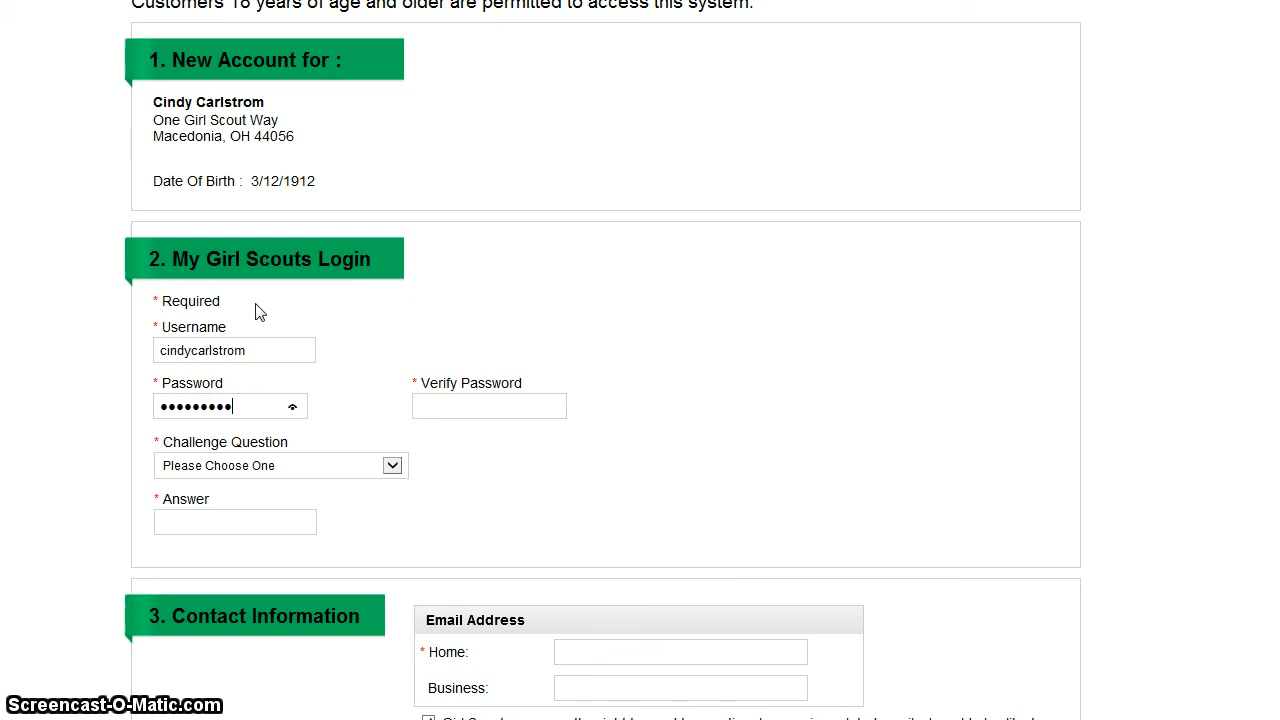 Customers 18 years of age and older are permitted to access this system.
1. New Account for :
Cindy Carlstrom
One Girl Scout Way
Macedonia, OH 44056
Date Of Birth : 3/12/1912
2. My Girl Scouts Login
* Required
* Username
cindycarlstrom
* Password
* Verify Password
•••••••••
* Challenge Question
Please Choose One
* Answer
3. Contact Information
Email Address
* Home:
Business:
Screencast-O-Matic.com